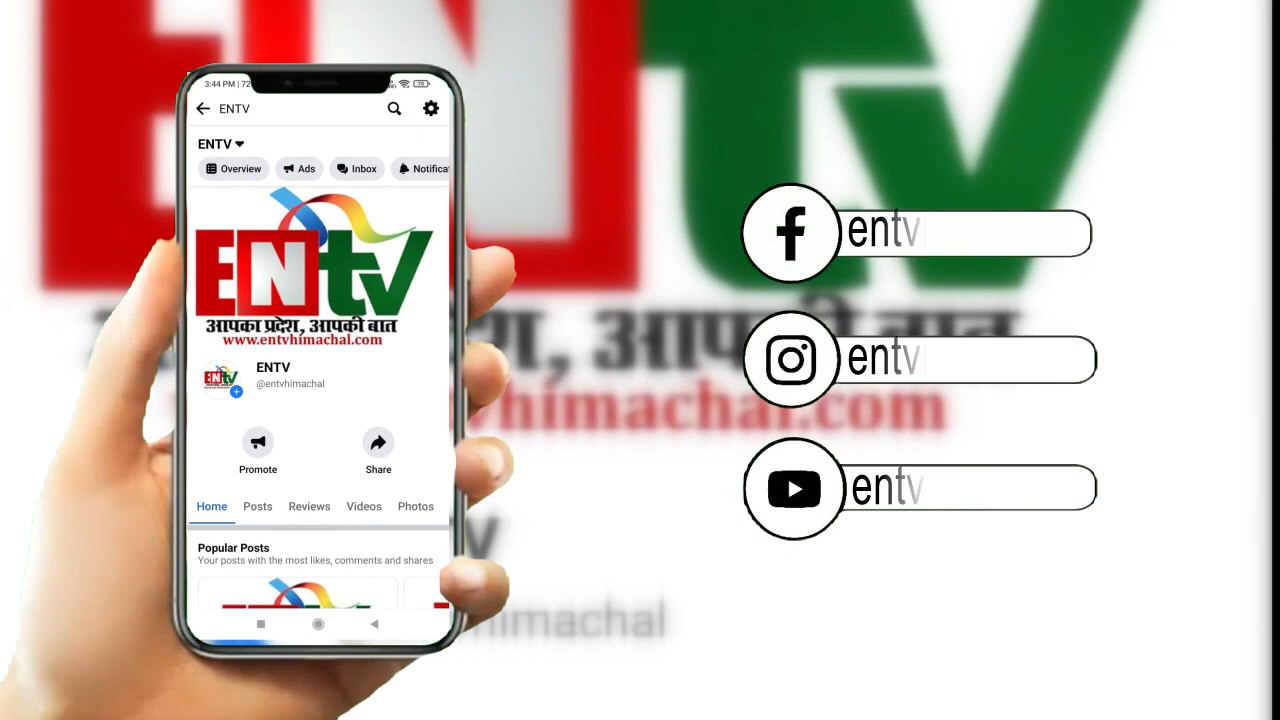 3:44 PM | 72
ENTV
ENTV
Overview
Ads
Inbox
Notifica
ENtv
आपका प्रदेश, आपकी बात
www.entvhimachal.com
ENTV
@entvhimachal
Promote
Share
Home
Posts
Reviews
Videos
Photos
Popular Posts
Your posts with the most likes, comments and shares
entv
entv
entv